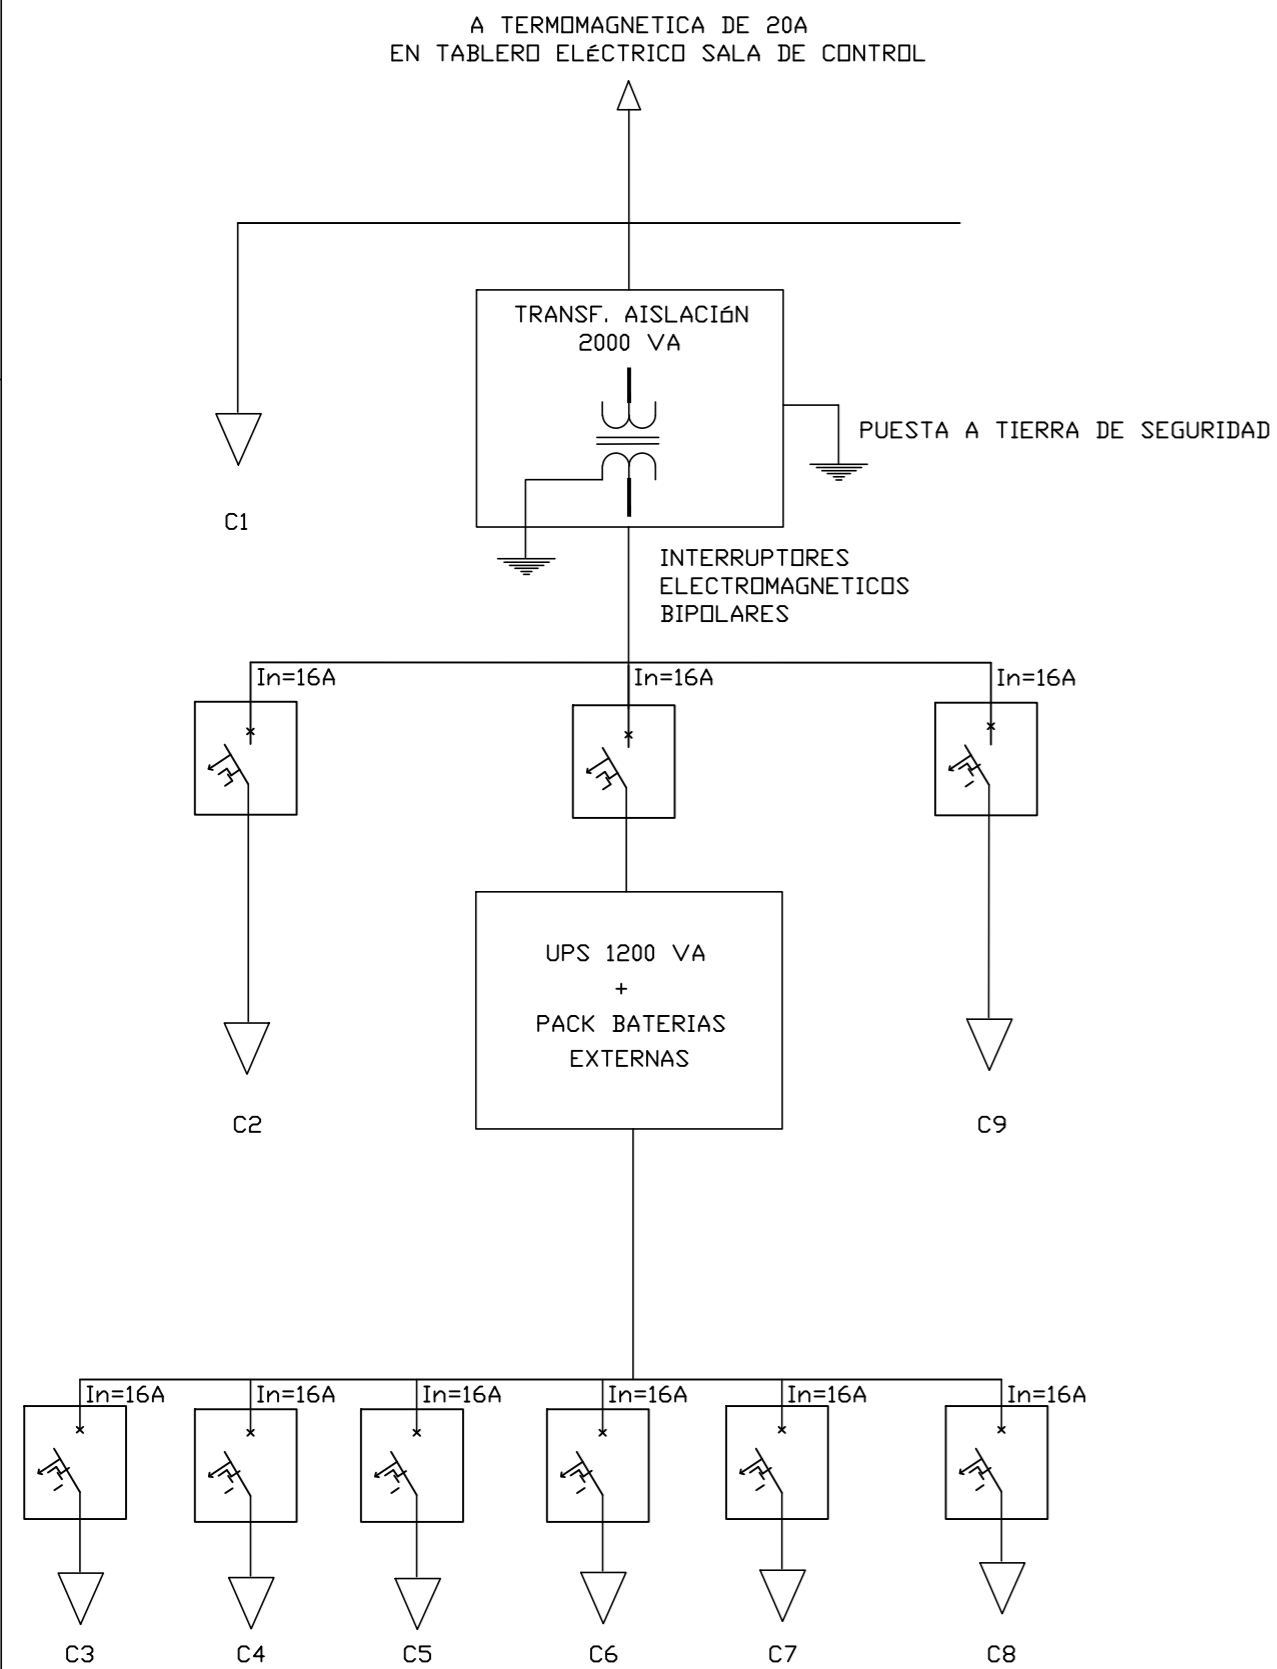 A TERMOMAGNETICA DE 20A
EN TABLERO ELéCTRICO SALA DE CONTROL
TRANSF. AISLACIóN
2000 VA
PUESTA A TIERRA DE SEGURIDAD
C1
INTERRUPTORES
ELECTROMAGNETICOS
BIPOLARES
In=16A
In=16A
In=16A
UPS 1200 VA
+
PACK BATERIAS
EXTERNAS
C2
C9
In=16A
In=16A
In=16A
In=16A
In=16A
In=16A
C3
C4
C5
C6
C7
C8